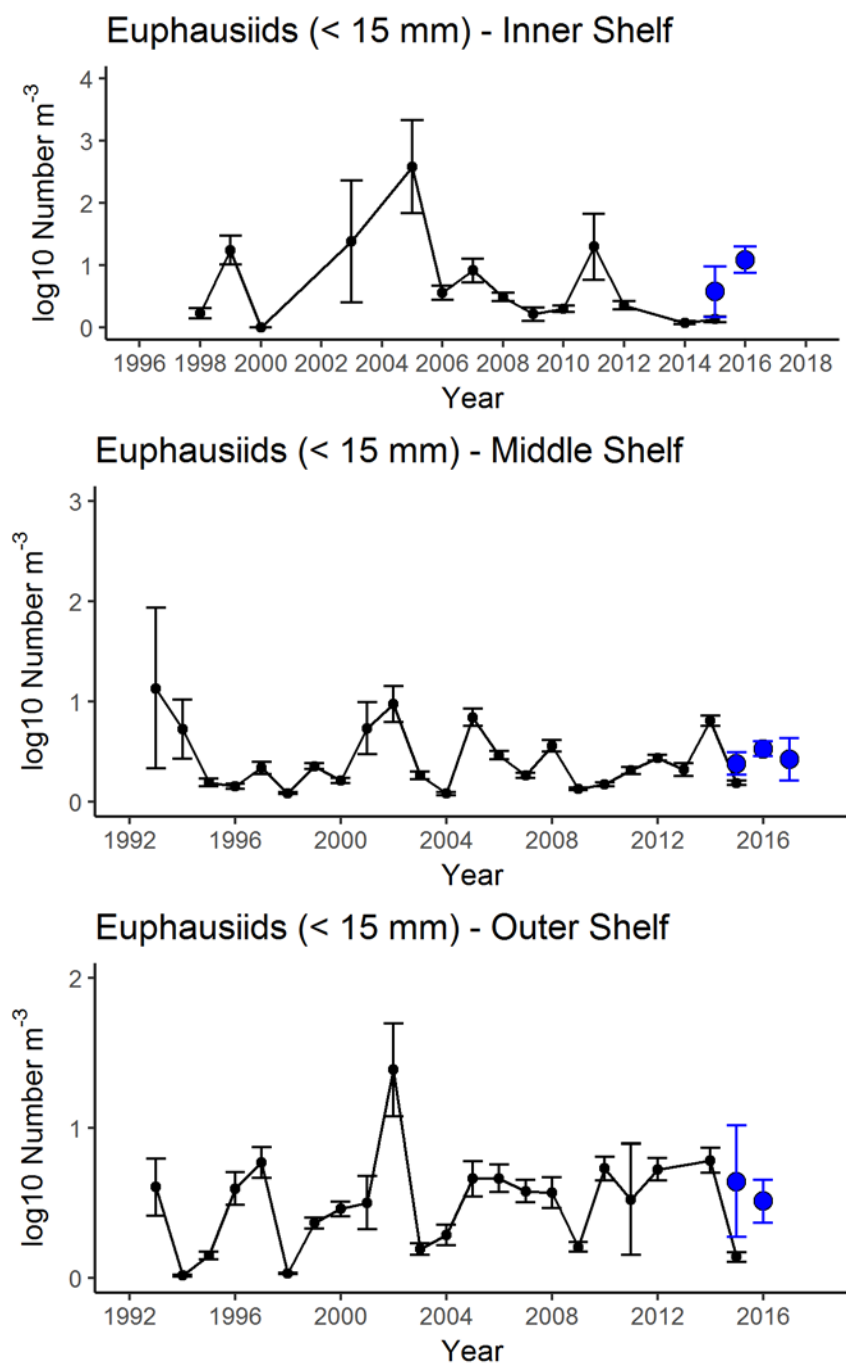 Euphausiids (< 15 mm) - Inner Shelf
log10 Number m⁻³
4
3
2
1
0
1996 1998 2000 2002 2004 2006 2008 2010 2012 2014 2016 2018
Year
Euphausiids (< 15 mm) - Middle Shelf
log10 Number m⁻³
3
2
1
0
1992 1996 2000 2004 2008 2012 2016
Year
Euphausiids (< 15 mm) - Outer Shelf
log10 Number m⁻³
2
1
0
1992 1996 2000 2004 2008 2012 2016
Year